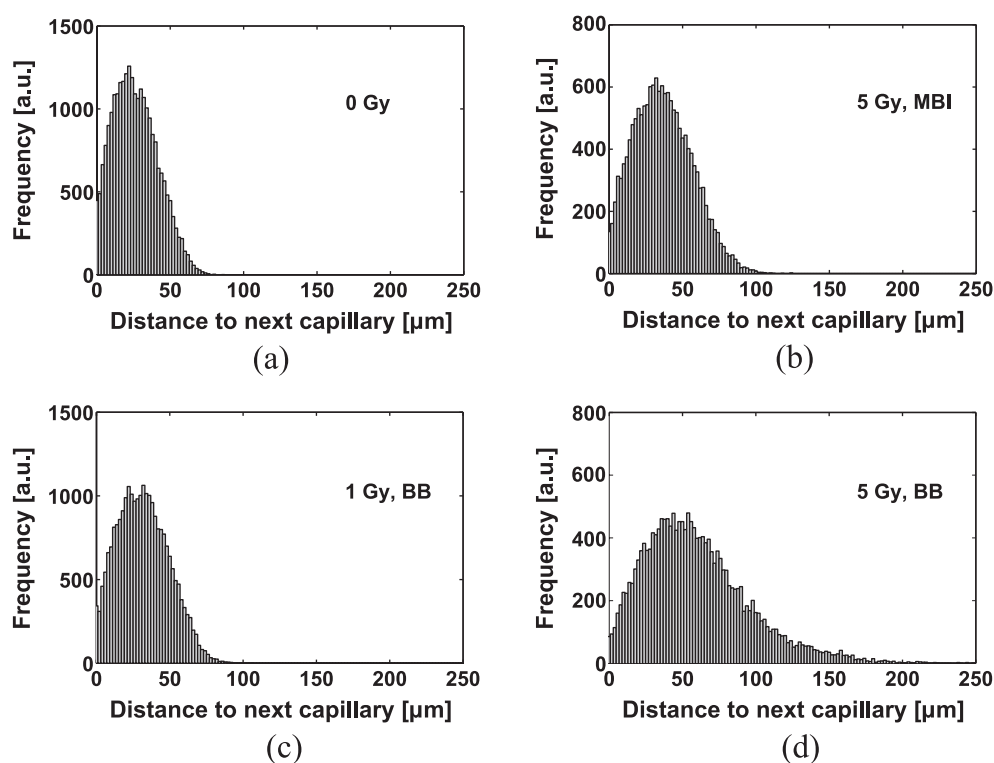 1500
1000
500
0
Frequency [a.u.]
0 Gy
0 50 100 150 200 250
Distance to next capillary [µm]
(a)
800
600
400
200
0
Frequency [a.u.]
5 Gy, MBI
0 50 100 150 200 250
Distance to next capillary [µm]
(b)
1500
1000
500
0
Frequency [a.u.]
1 Gy, BB
0 50 100 150 200 250
Distance to next capillary [µm]
(c)
800
600
400
200
0
Frequency [a.u.]
5 Gy, BB
0 50 100 150 200 250
Distance to next capillary [µm]
(d)